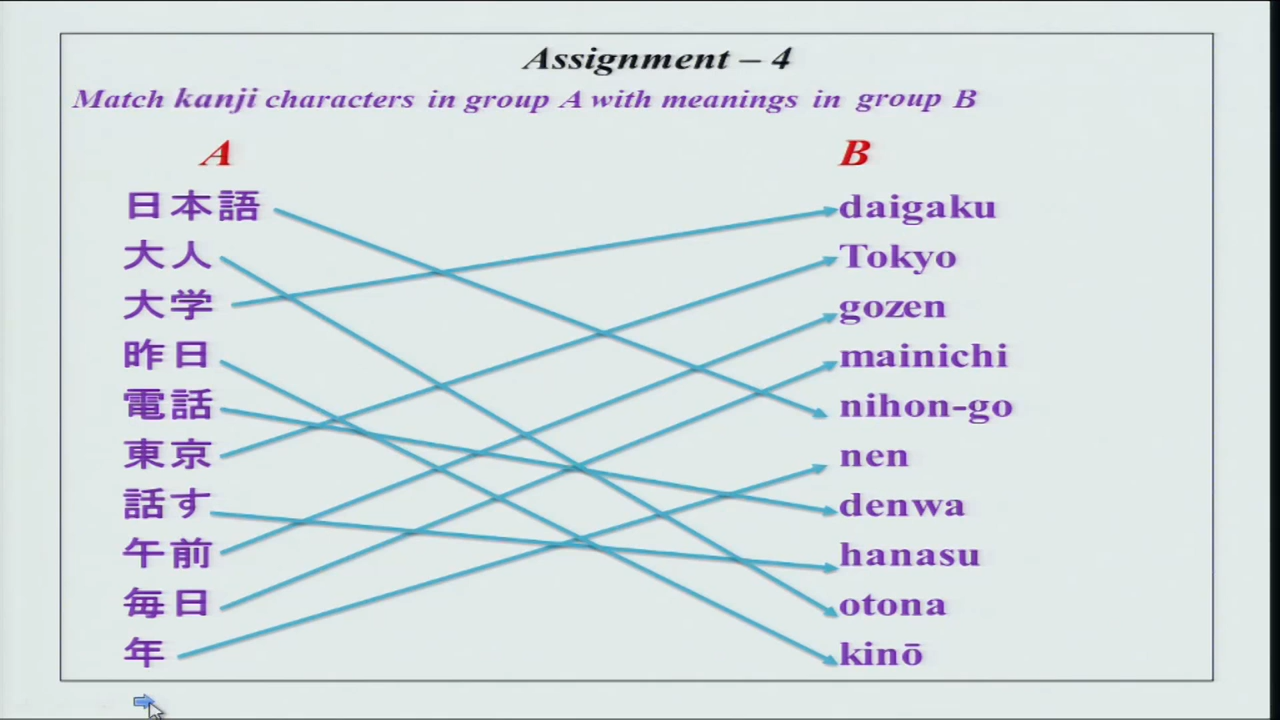 Assignment – 4
Match kanji characters in group A with meanings in group B
A B
日本語 daigaku
大人 Tokyo
大学 gozen
昨日 mainichi
電話 nihon-go
東京 nen
話す denwa
午前 hanasu
毎日 otona
年 kinō